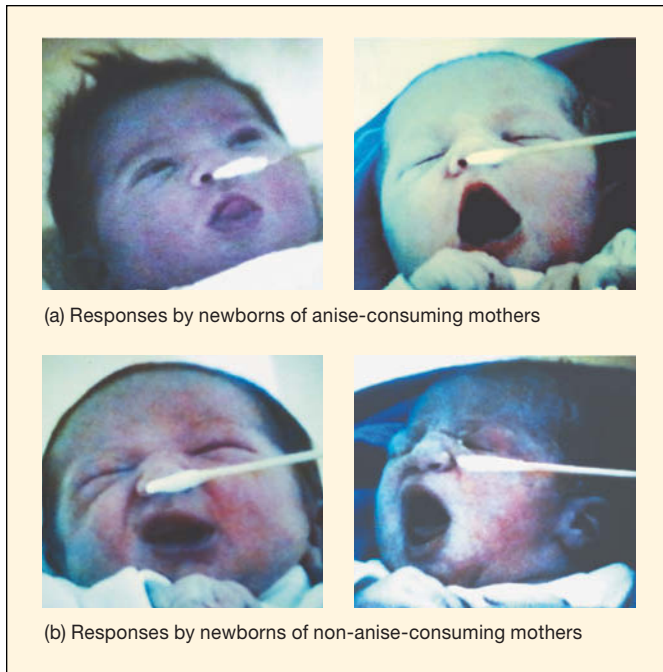 (a) Responses by newborns of anise-consuming mothers
(b) Responses by newborns of non-anise-consuming mothers